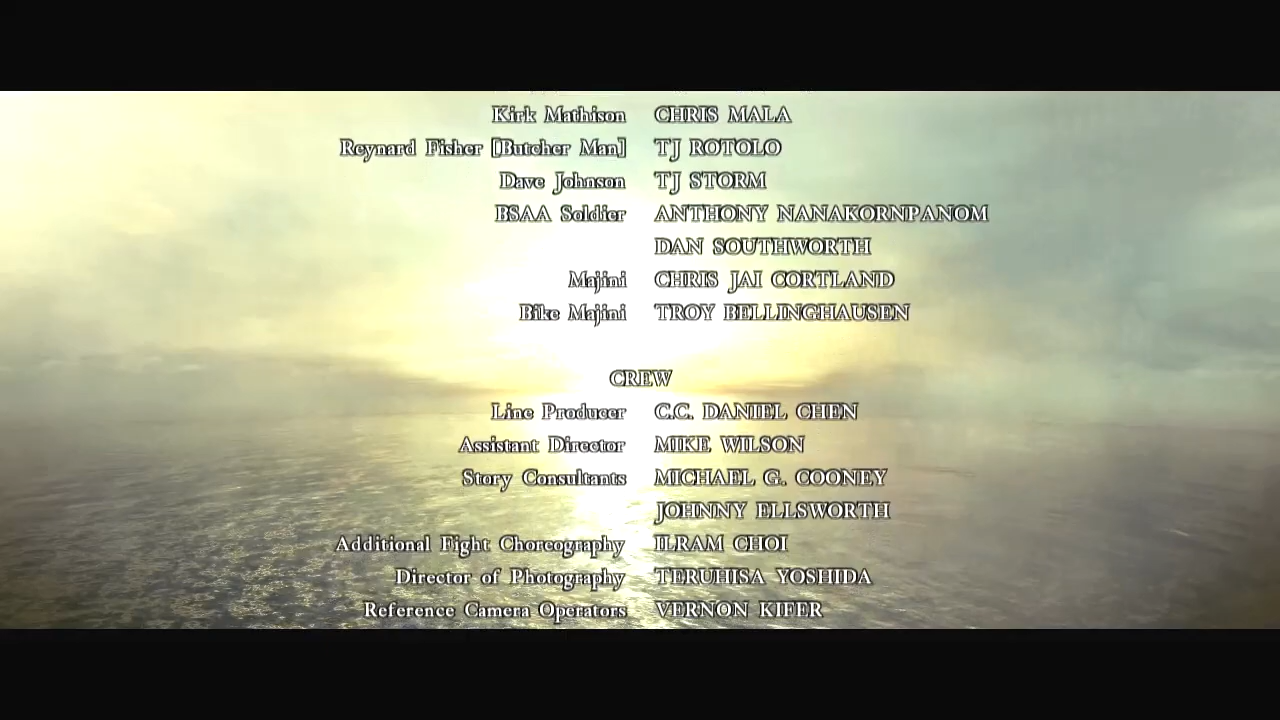 Kirk Mathison CHRIS MALA
Reynard Fisher [Butcher Man] TJ ROTOLO
Dave Johnson TJ STORM
BSAA Soldier ANTHONY NANAKORNPANOM
DAN SOUTHWORTH
Majini CHRIS JAI CORTLAND
Bike Majini TROY BELLINGHAUSEN
CREW
Line Producer C.C. DANIEL CHEN
Assistant Director MIKE WILSON
Story Consultants MICHAEL G. COONEY
JOHNNY ELLSWORTH
Additional Fight Choreography ILRAM CHOI
Director of Photography TERUHISA YOSHIDA
Reference Camera Operators VERNON KIFER